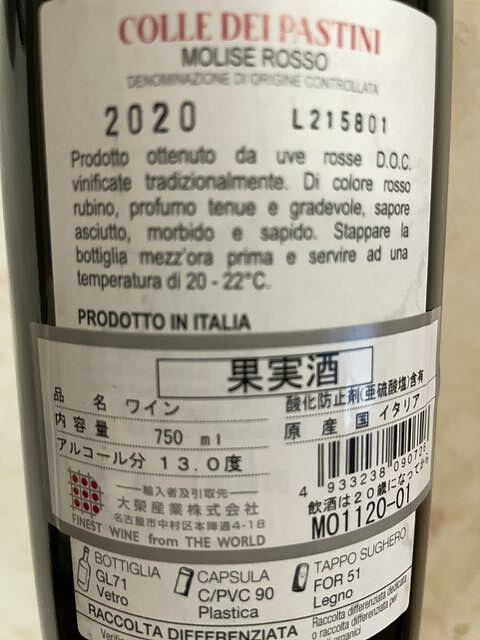 COLLE DEI PASTINI
MOLISE ROSSO
DENOMINAZIONE DI ORIGINE CONTROLLATA
2020 L215801
Prodotto ottenuto da uve rosse D.O.C.
vinificate tradizionalmente. Di colore rosso
rubino, profumo tenue e gradevole, sapore
asciutto, morbido e sapido. Stappare la
bottiglia mezz'ora prima e servire ad una
temperatura di 20 - 22°C.
PRODOTTO IN ITALIA
果実酒
品名 ワイン
内容量 750 ml
アルコール分 13.0度
酸化防止剤(亜硫酸塩)含有
原産国 イタリア
4 933238 09072
飲酒は20歳になってから
M01120-01
輸入者及引取先
大榮産業株式会社
名古屋市中村区本陣通4-18
FINEST WINE from THE WORLD
BOTTIGLIA
GL71
Vetro
CAPSULA
C/PVC 90
Plastica
TAPPO SUGHERO
FOR 51
Legno
RACCOLTA DIFFERENZIATA
Raccolta differenziata dedicata